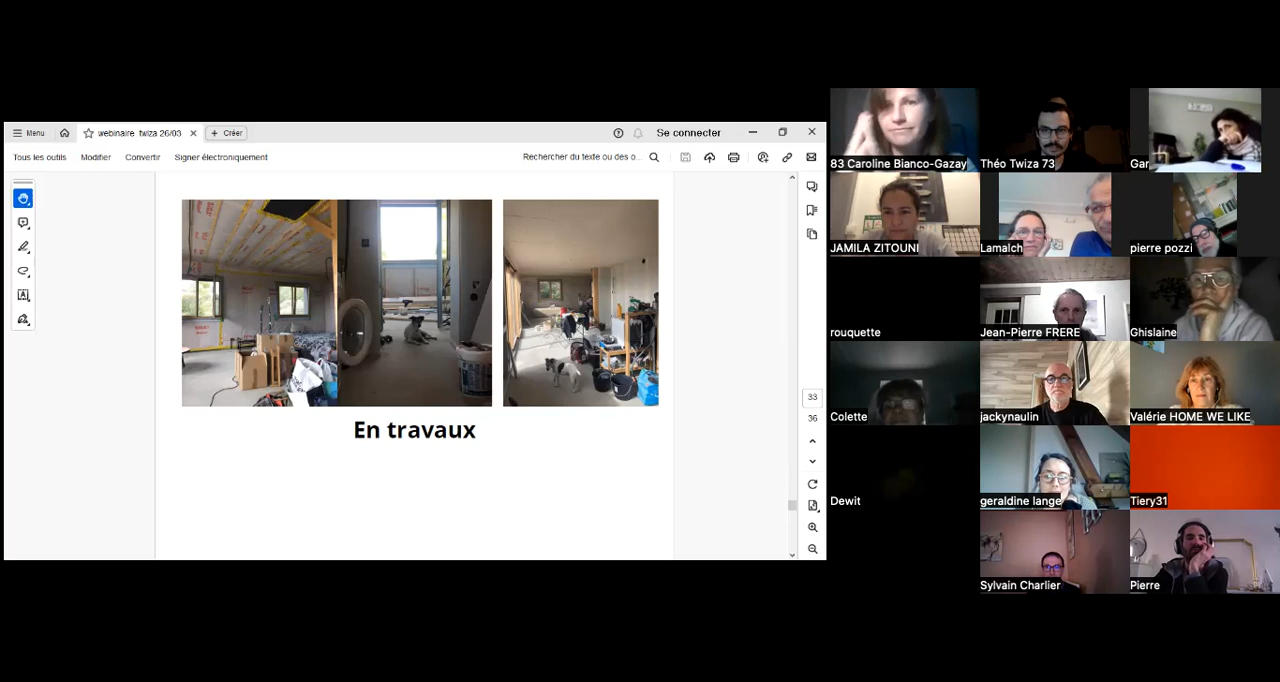 Menu
webinaire twiza 26/03
Créer
Se connecter
Tous les outils
Modifier
Convertir
Signer électroniquement
Rechercher du texte ou des o...
En travaux
33
36
83 Caroline Bianco-Gazay
Théo Twiza 73
Gar
JAMILA ZITOUNI
Lamalch
pierre pozzi
rouquette
Jean-Pierre FRERE
Ghislaine
Colette
jackynaulin
Valérie HOME WE LIKE
Dewit
geraldine lange
Tiery31
Sylvain Charlier
Pierre